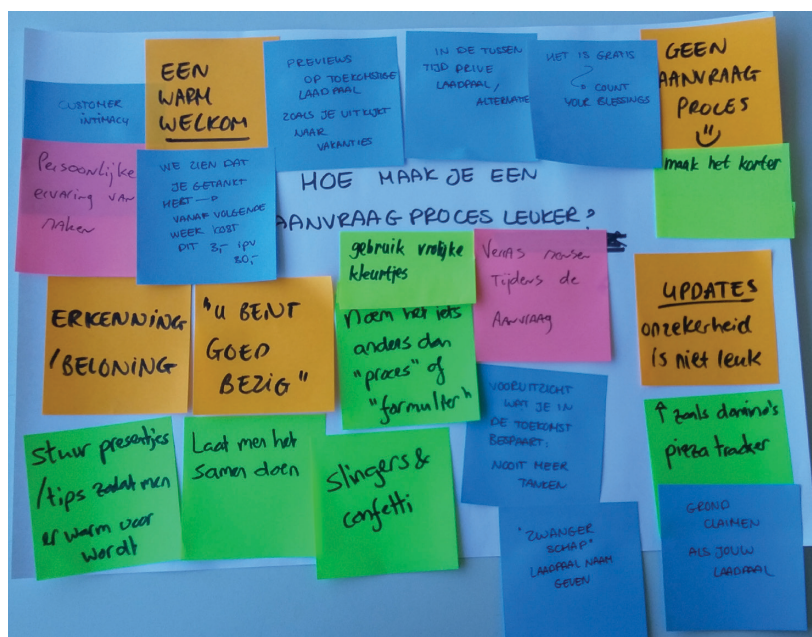 CUSTOMER
INTIMACY
EEN
WARM
WELKOM
PREVIEWS
OP TOEKOMSTIGE
LAADPAAL
ZOALS JE UITKIJKT
NAAR
VAKANTIES
IN DE TUSSEN
TIJD PRIVE
LAADPAAL/
ALTERNATE
HET IS GRATIS
COUNT
YOUR BLESSINGS
GEEN
AANVRAAG
PROCES
maak het korter
Persoonlijke
ervaring van
maken
WE ZIEN DAT
JE GETANKT
HEBT
VANAF VOLGENDE
WEEK KOST
DIT 3,- ipv
80,-
HOE MAAK JE EEN
AANVRAAG PROCES LEUKER?
gebruik vrolijke
kleurtjes
Noem het iets
anders dan
"proces" of
"formulier"
Verras mensen
Tijdens de
AANVRAAG
UPDATES
onzekerheid
is niet leuk
ERKENNING
/BELONING
"U BENT
GOED
BEZIG"
↑ zoals domino's
pizza tracker
VOORUITZICHT
WAT JE IN
DE TOEKOMST
BESPAART:
NOOIT MEER
TANKEN
Stuur presentjes
/tips zodat men
er warm voor
wordt
Laat men het
samen doen
slingers &
confetti
"ZWANGER
SCHAP"
LAADPAAL NAAM
GEVEN
GROND
CLAIMEN
ALS JOUW
LAADPAAL